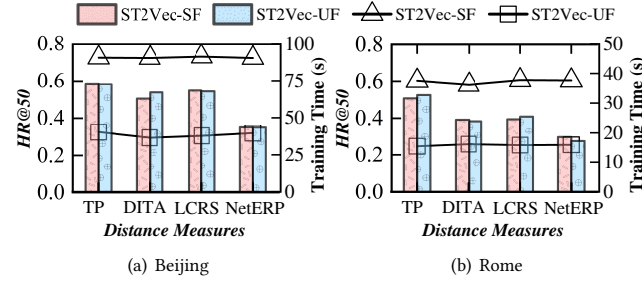 ST2Vec-SF ST2Vec-UF ST2Vec-SF ST2Vec-UF
HR@50
0.8
0.6
0.4
0.2
0.0
TP DITA LCRS NetERP
Distance Measures
100
75
50
25
0
Training Time (s)
(a) Beijing
HR@50
0.8
0.6
0.4
0.2
0.0
TP DITA LCRS NetERP
Distance Measures
50
40
30
20
10
0
Training Time (s)
(b) Rome